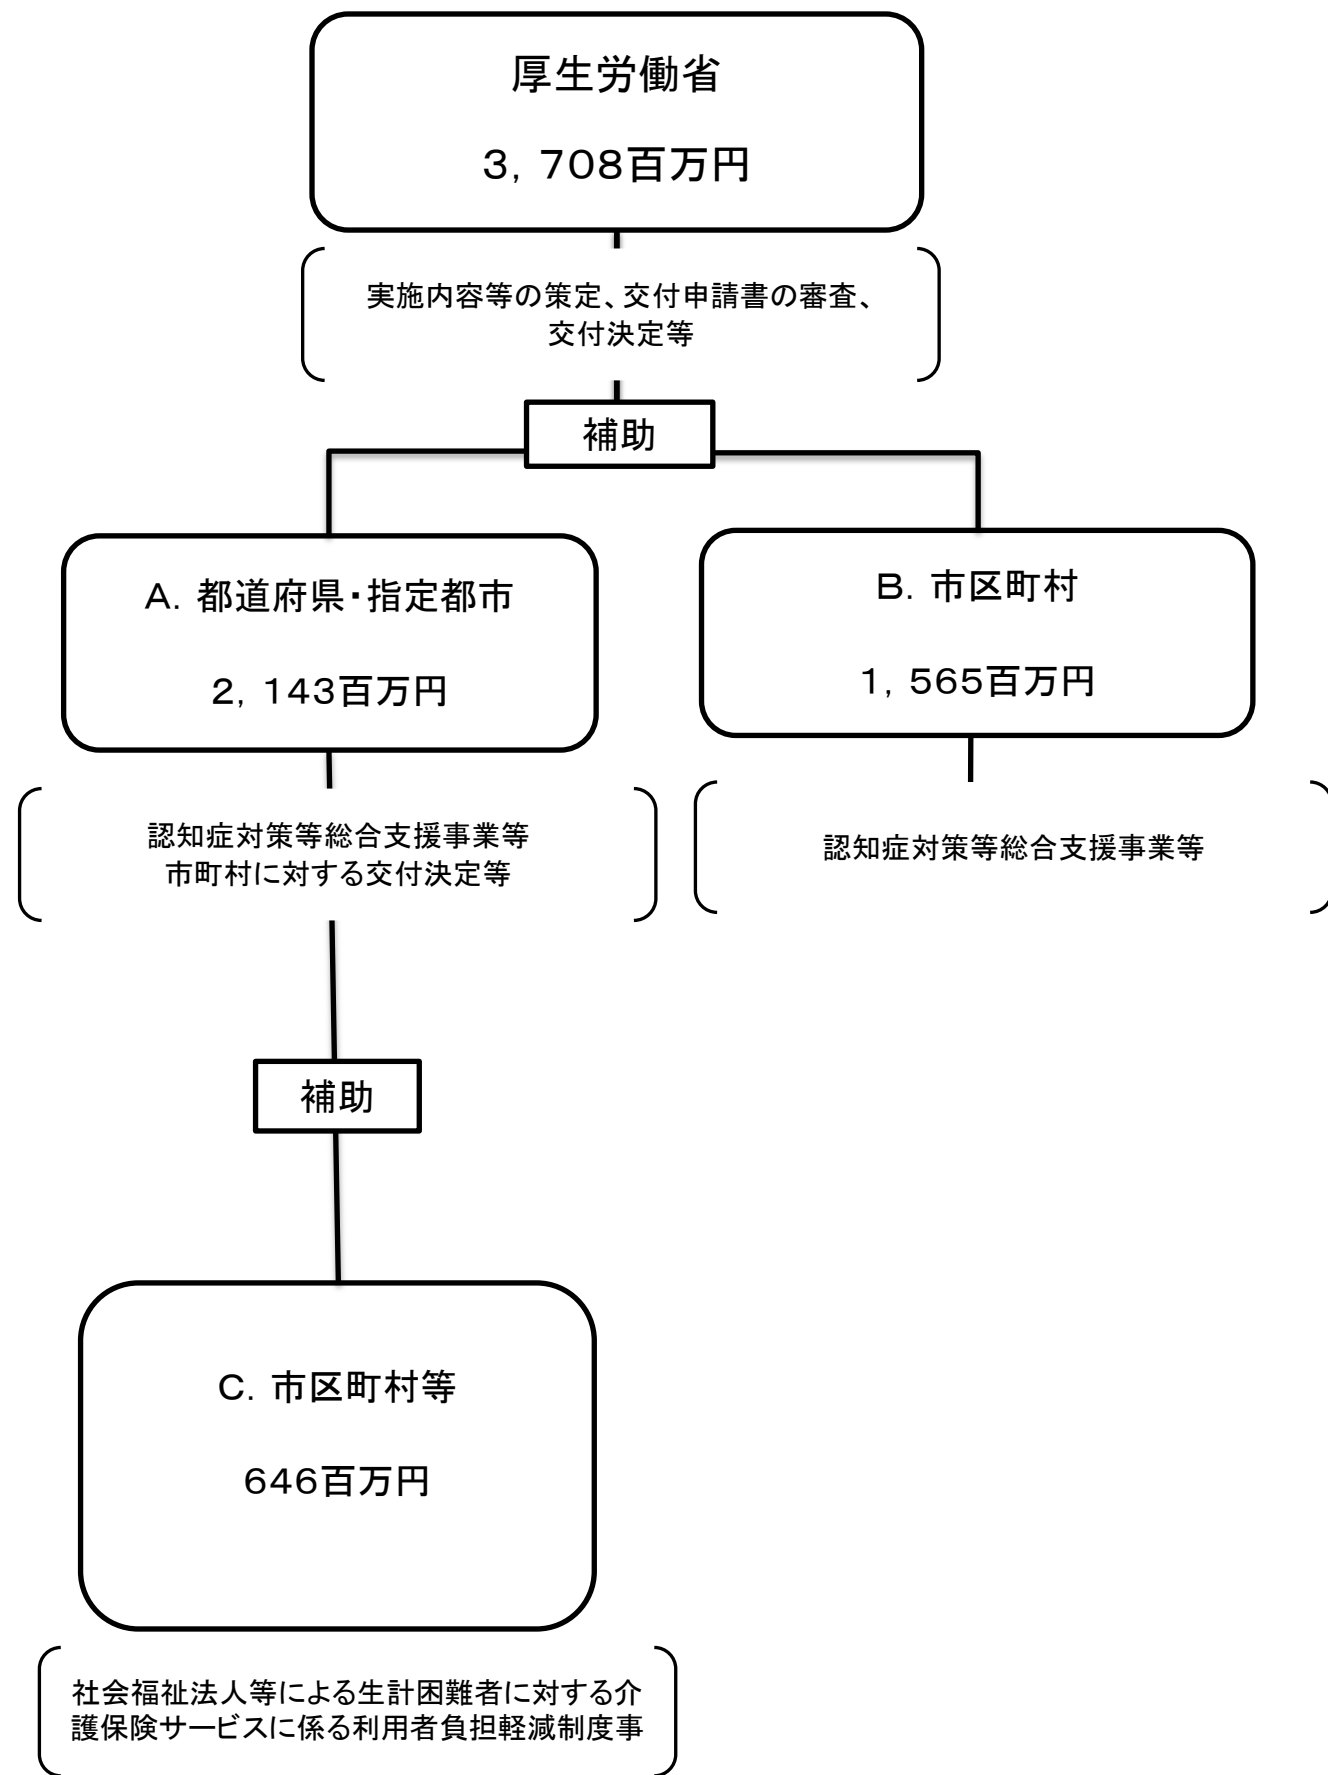 厚生労働省
3，708百万円
実施内容等の策定、交付申請書の審査、
交付決定等
補助
A．都道府県・指定都市
2，143百万円
B．市区町村
1，565百万円
認知症対策等総合支援事業等
市町村に対する交付決定等
認知症対策等総合支援事業等
補助
C．市区町村等
646百万円
社会福祉法人等による生計困難者に対する介
護保険サービスに係る利用者負担軽減制度事